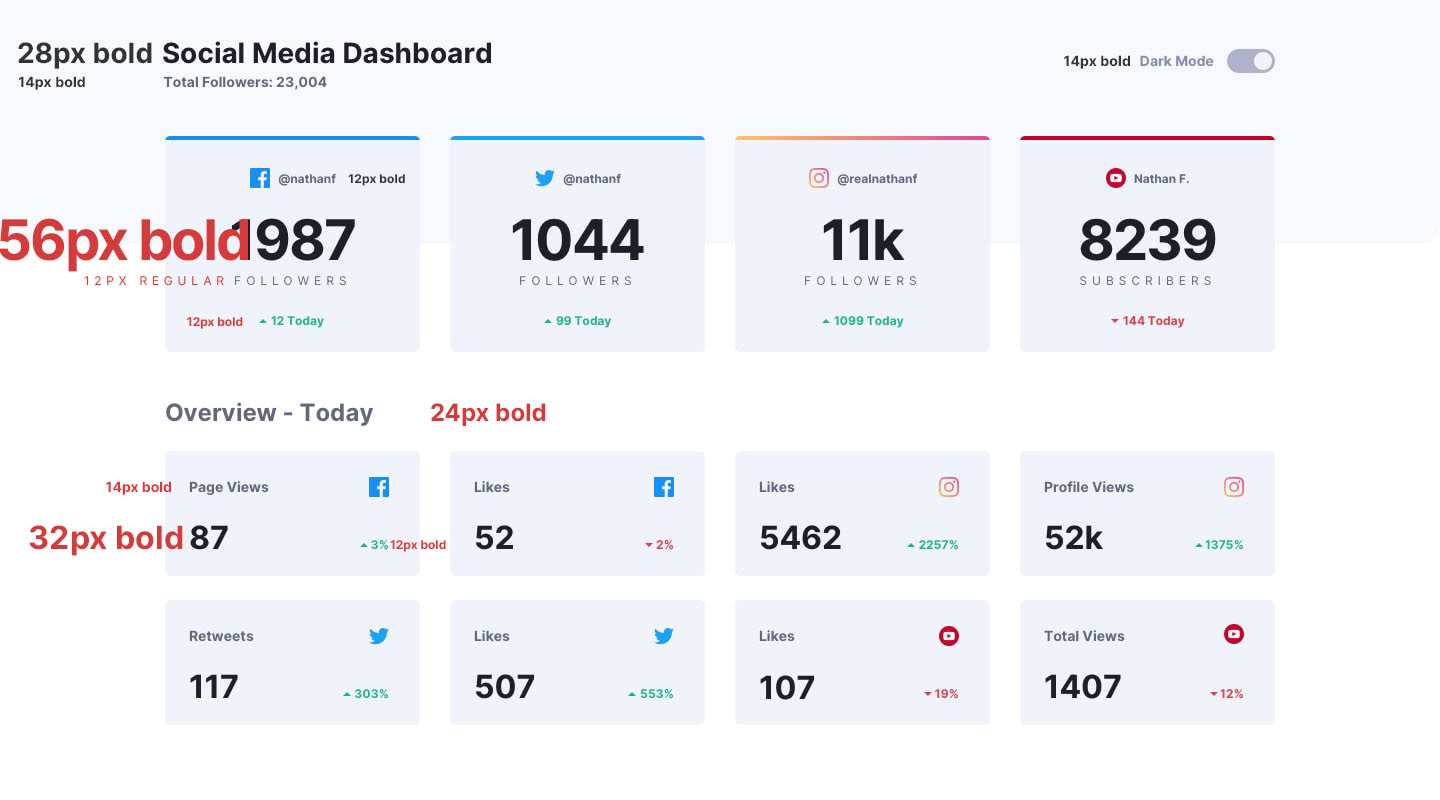 28px bold Social Media Dashboard
14px bold Total Followers: 23,004
14px bold Dark Mode
@nathanf 12px bold
56px bold 1987
12PX REGULAR FOLLOWERS
12px bold 12 Today
@nathanf
1044
FOLLOWERS
99 Today
@realnathanf
11k
FOLLOWERS
1099 Today
Nathan F.
8239
SUBSCRIBERS
144 Today
Overview - Today 24px bold
14px bold Page Views
32px bold 87
3% 12px bold
Likes
52
2%
Likes
5462
2257%
Profile Views
52k
1375%
Retweets
117
303%
Likes
507
553%
Likes
107
19%
Total Views
1407
12%